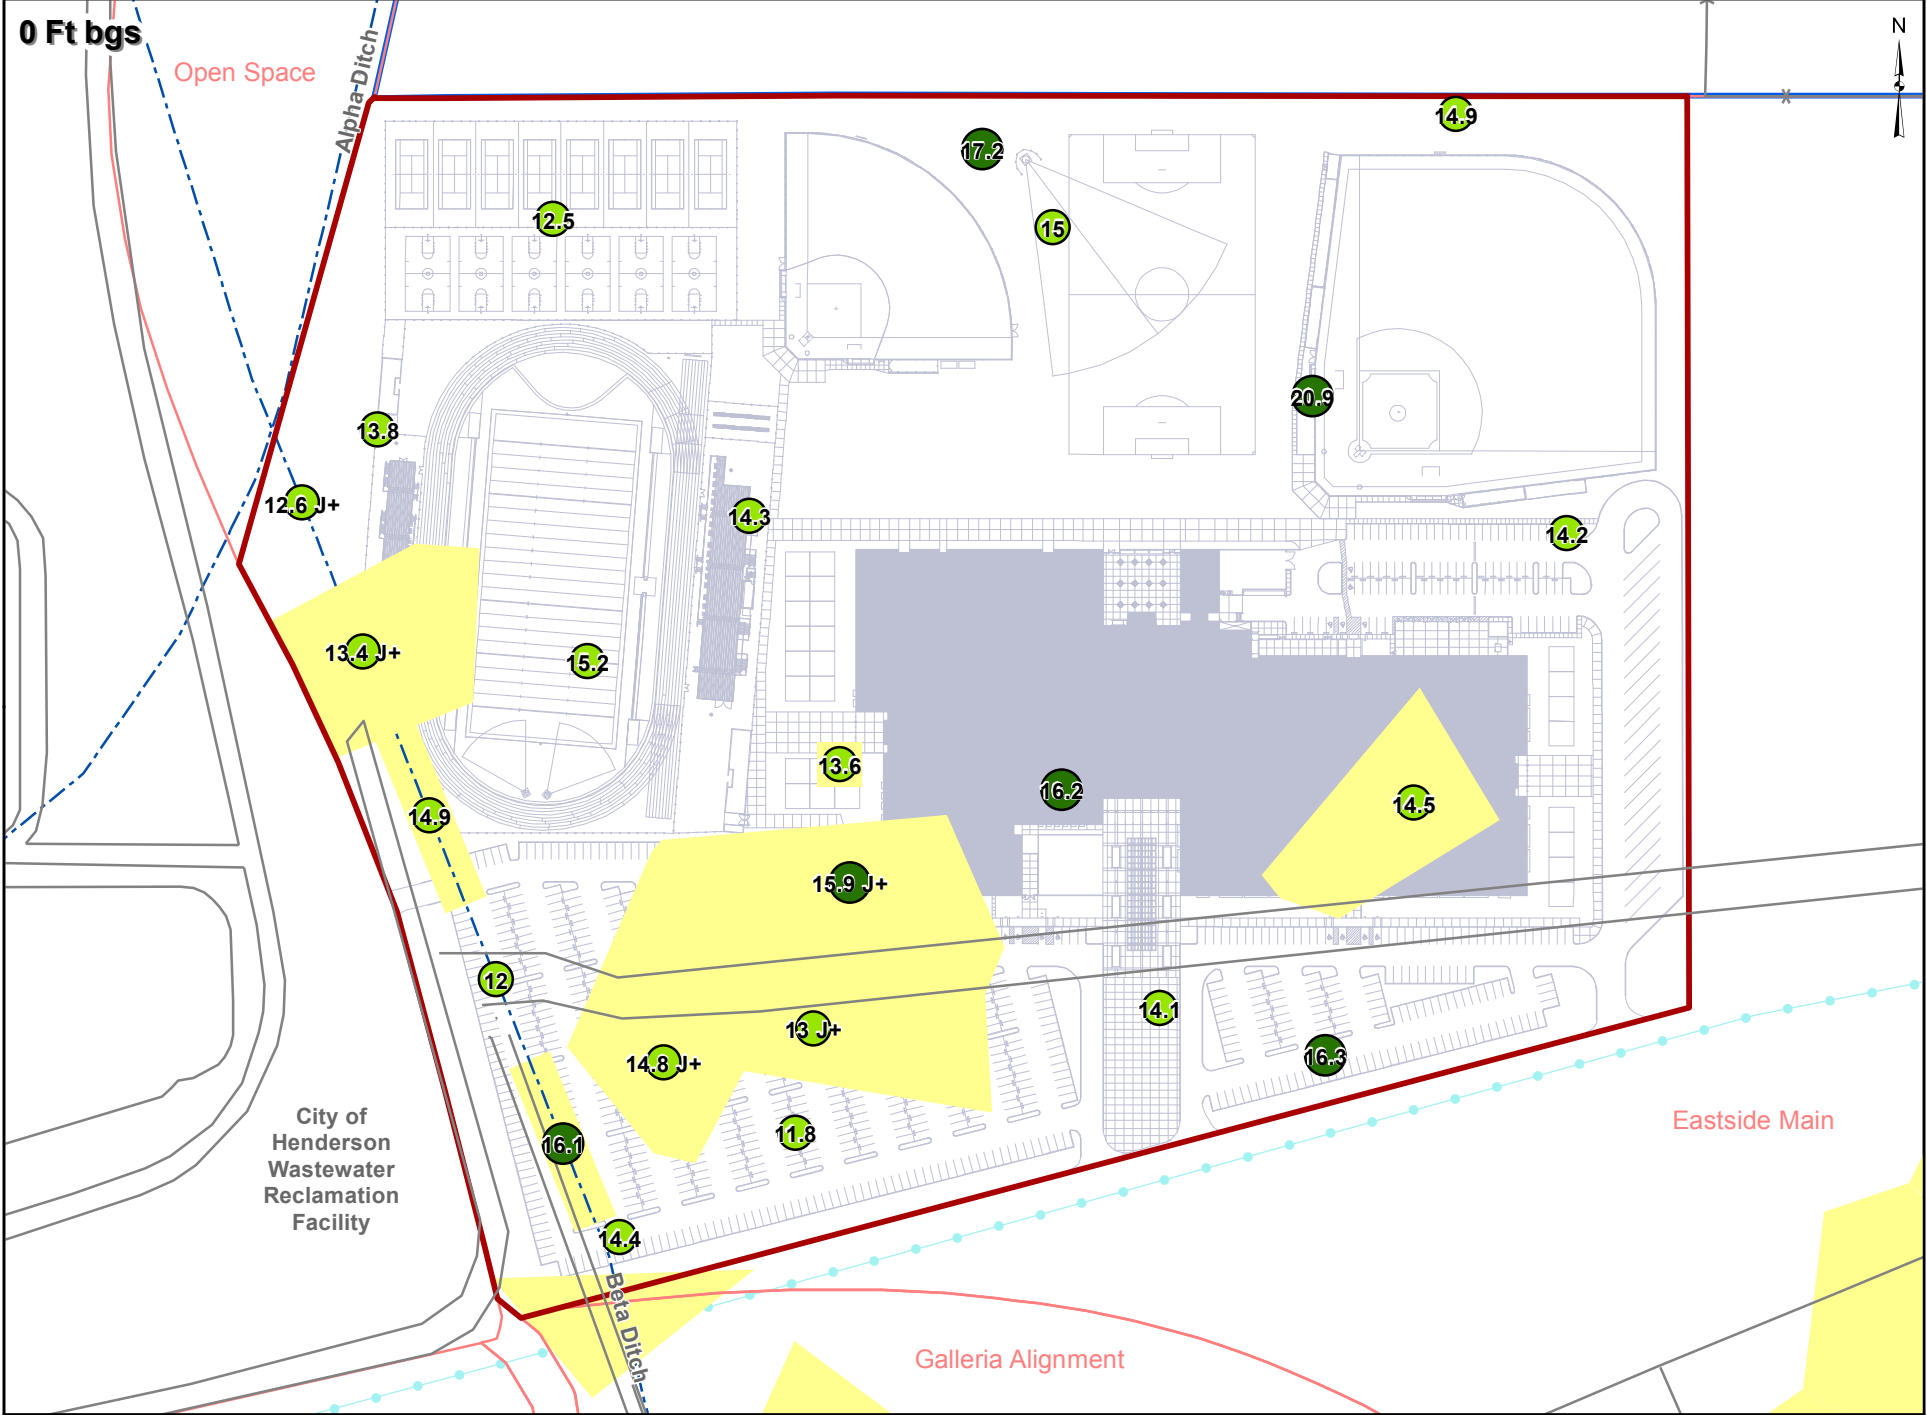 0 Ft bgs
N
Open Space
Alpha Ditch
14.9
17.2
12.5
15
20.9
13.8
12.6 J+
14.3
14.2
13.4 J+
15.2
13.6
16.2
14.5
14.9
15.9 J+
12
14.1
13 J+
14.8 J+
16.3
11.8
16.1
City of
Henderson
Wastewater
Reclamation
Facility
Eastside Main
14.4
Beta Ditch
Galleria Alignment